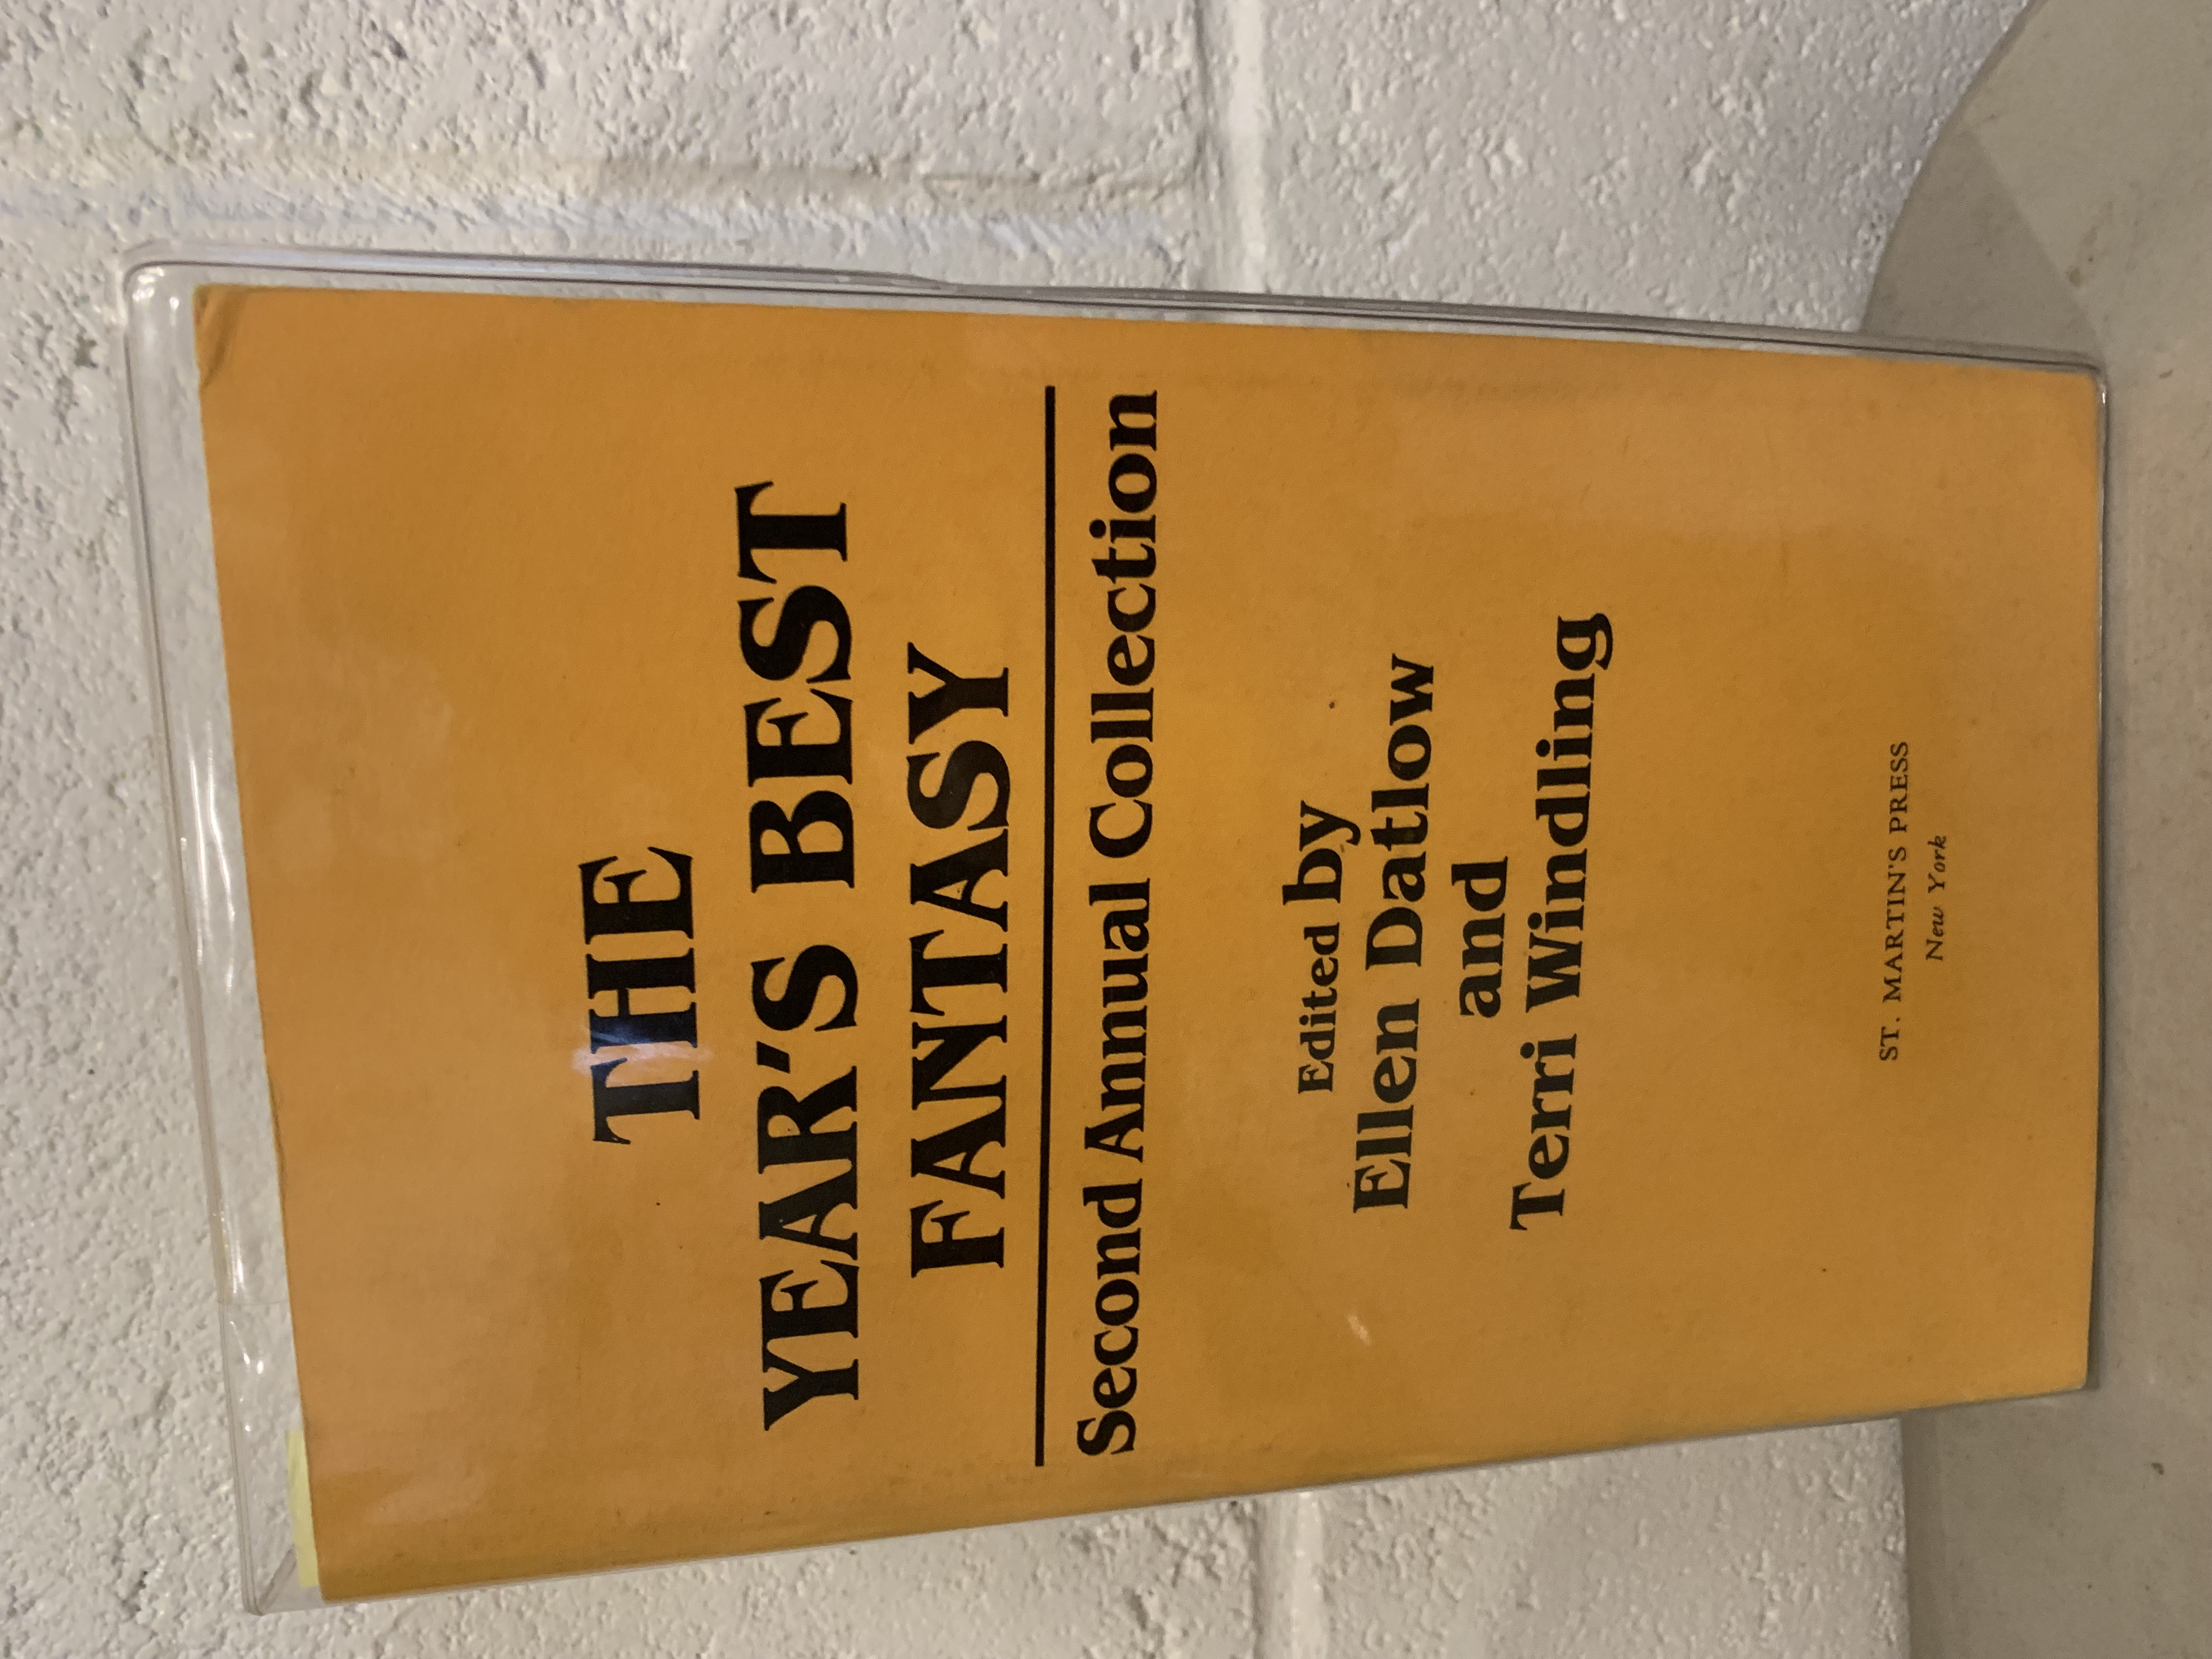 THE
YEAR'S BEST
FANTASY
Second Annual Collection
Edited by
Ellen Datlow
and
Terri Windling
ST. MARTIN'S PRESS
New York